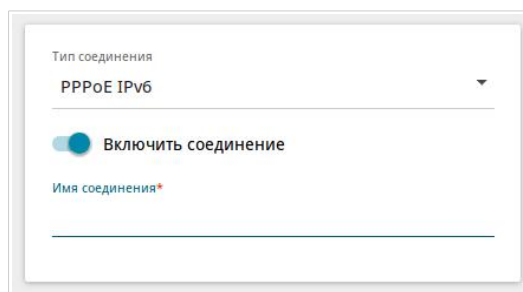 Тип соединения
PPPoE IPv6
Включить соединение
Имя соединения*